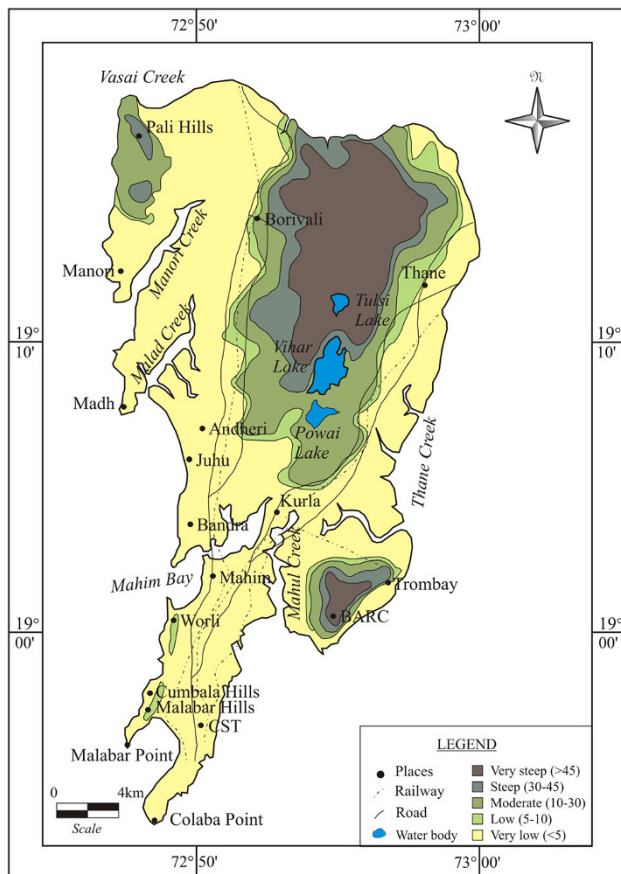 72° 50' 73° 00'
Vasai Creek
N
Pali Hills
Borivali
Manori
Manori Creek
Thane
Tulsi
Lake
19° 19°
10' 10'
Malad Creek
Vihar
Lake
Madh
Andheri
Powai
Lake
Juhu
Thane Creek
Kurla
Bandra
Mahul Creek
Mahim Bay
Mahim
Trombay
BARC
Worli
19° 19°
00' 00'
Cumbala Hills
Malabar Hills
CST
Malabar Point
0 4km
Scale
Colaba Point
LEGEND
Places
Railway
Road
Water body
Very steep (>45)
Steep (30-45)
Moderate (10-30)
Low (5-10)
Very low (<5)
72° 50' 73° 00'